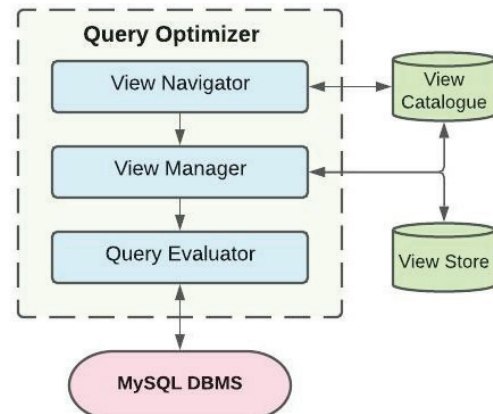 Query Optimizer
View Navigator
View
Catalogue
View Manager
Query Evaluator
View Store
MySQL DBMS